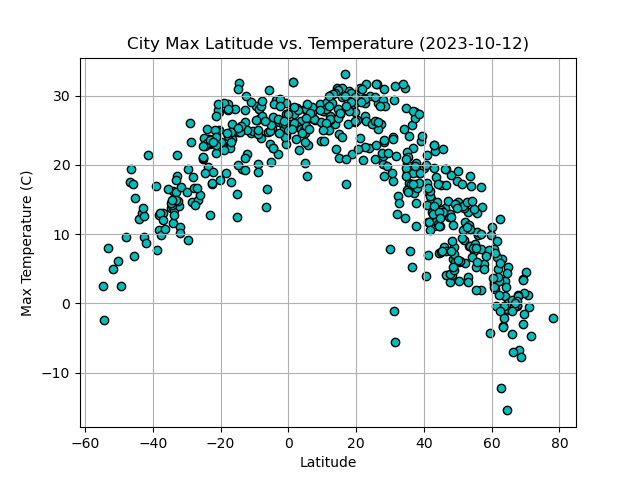 City Max Latitude vs. Temperature (2023-10-12)
30
20
10
0
−10
Max Temperature (C)
−60 −40 −20 0 20 40 60 80
Latitude